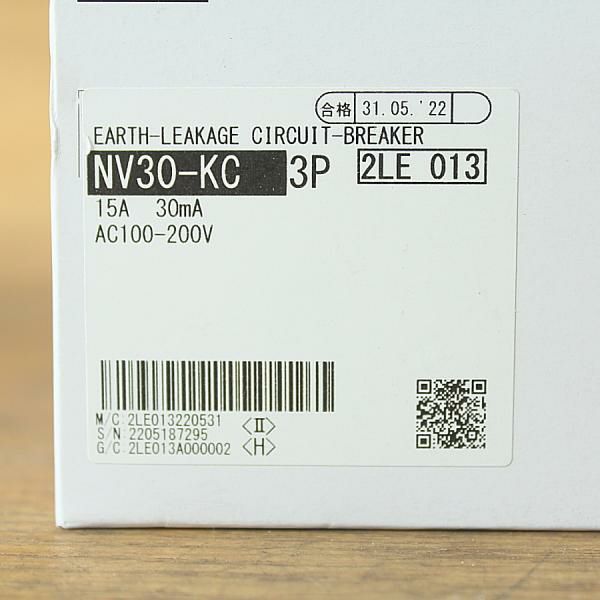 合格 31.05.'22
EARTH-LEAKAGE CIRCUIT-BREAKER
NV30-KC 3P 2LE 013
15A 30mA
AC100-200V
M/C:2LE013220531
S/N:2205187295
G/C:2LE013A000002
<II>
<H>